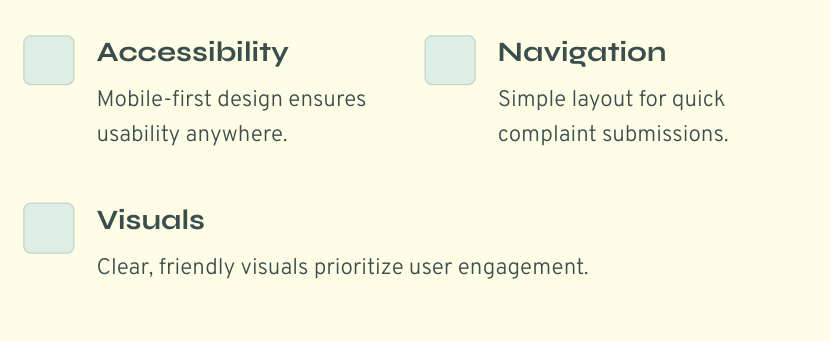 Accessibility
Mobile-first design ensures
usability anywhere.
Navigation
Simple layout for quick
complaint submissions.
Visuals
Clear, friendly visuals prioritize user engagement.